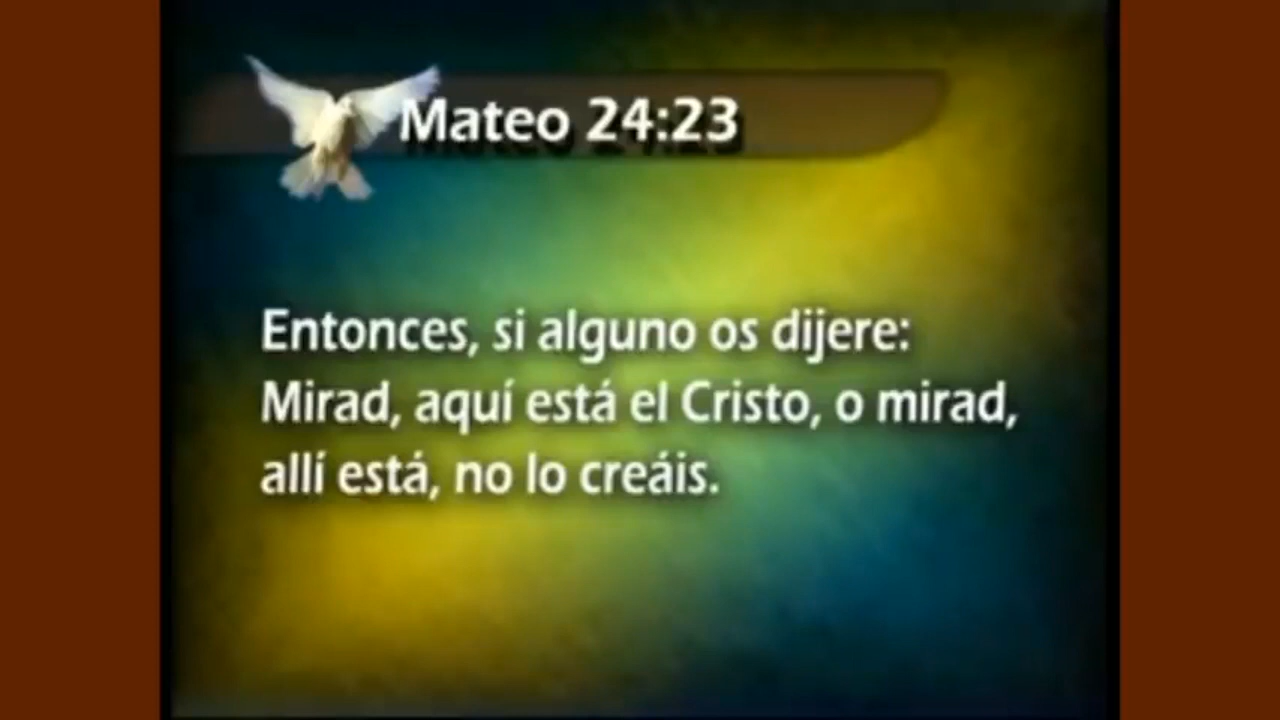 Mateo 24:23
Entonces, si alguno os dijere:
Mirad, aquí está el Cristo, o mirad,
allí está, no lo creáis.